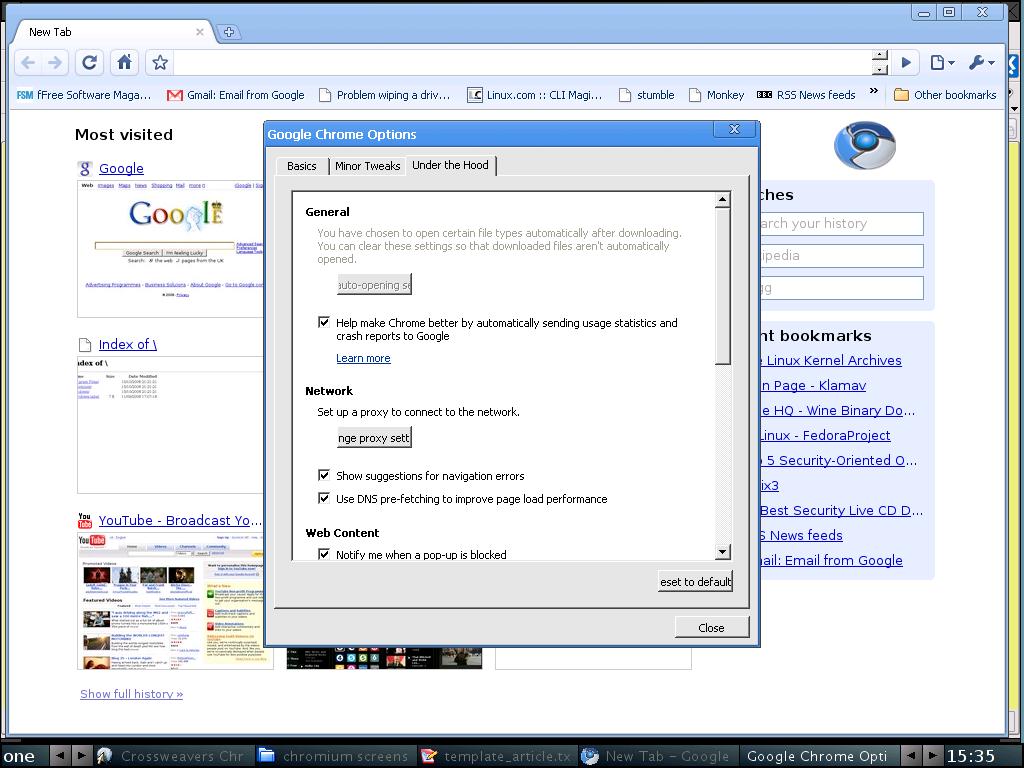 New Tab
fFree Software Maga...
Gmail: Email from Google
Problem wiping a driv...
Linux.com :: CLI Magi...
stumble
Monkey
RSS News feeds
»
Other bookmarks
Most visited
Google
Index of \
YouTube - Broadcast Yo...
Show full history »
Google Chrome Options
Basics
Minor Tweaks
Under the Hood
General
You have chosen to open certain file types automatically after downloading.
You can clear these settings so that downloaded files aren't automatically
opened.
auto-opening se
Help make Chrome better by automatically sending usage statistics and
crash reports to Google
Learn more
Network
Set up a proxy to connect to the network.
nge proxy sett
Show suggestions for navigation errors
Use DNS pre-fetching to improve page load performance
Web Content
Notify me when a pop-up is blocked
eset to default
Close
ches
arch your history
ipedia
gg
nt bookmarks
e Linux Kernel Archives
n Page - Klamav
e HQ - Wine Binary Do...
Linux - FedoraProject
5 Security-Oriented O...
ix3
Best Security Live CD D...
S News feeds
ail: Email from Google
one
Crossweavers Chr
chromium screens
template_article.tx
New Tab - Google
Google Chrome Opti
15:35